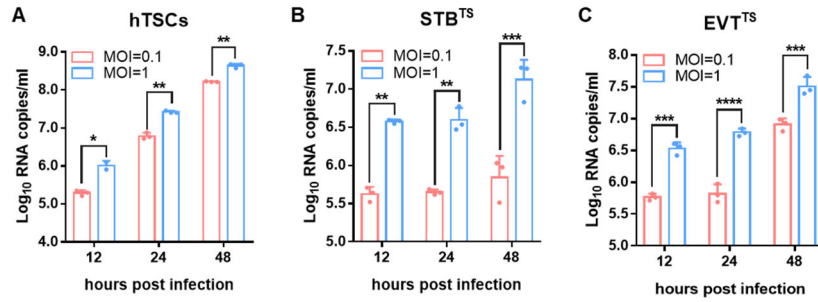 A
hTSCs
MOI=0.1
MOI=1
*
**
**
Log10 RNA copies/ml
9.0
8.0
7.0
6.0
5.0
4.0
12
24
48
hours post infection
B
STBTS
MOI=0.1
MOI=1
**
**
***
Log10 RNA copies/ml
7.5
7.0
6.5
6.0
5.5
5.0
12
24
48
hours post infection
C
EVTTS
MOI=0.1
MOI=1
***
****
***
Log10 RNA copies/ml
8.0
7.5
7.0
6.5
6.0
5.5
5.0
12
24
48
hours post infection